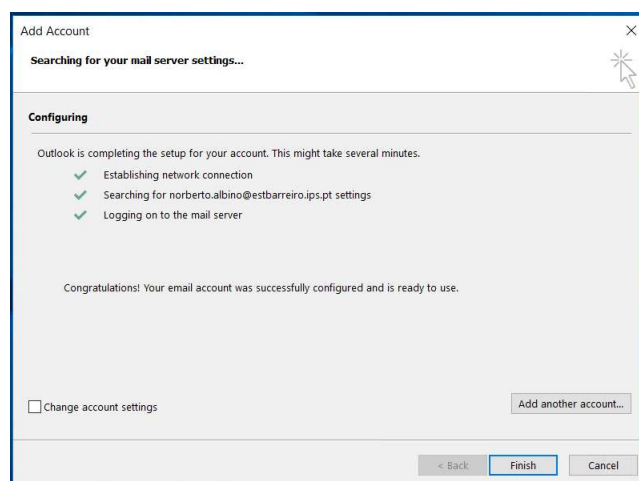 Add Account
Searching for your mail server settings...
Configuring
Outlook is completing the setup for your account. This might take several minutes.
Establishing network connection
Searching for norberto.albino@estbarreiro.ips.pt settings
Logging on to the mail server
Congratulations! Your email account was successfully configured and is ready to use.
Change account settings
Add another account...
< Back
Finish
Cancel